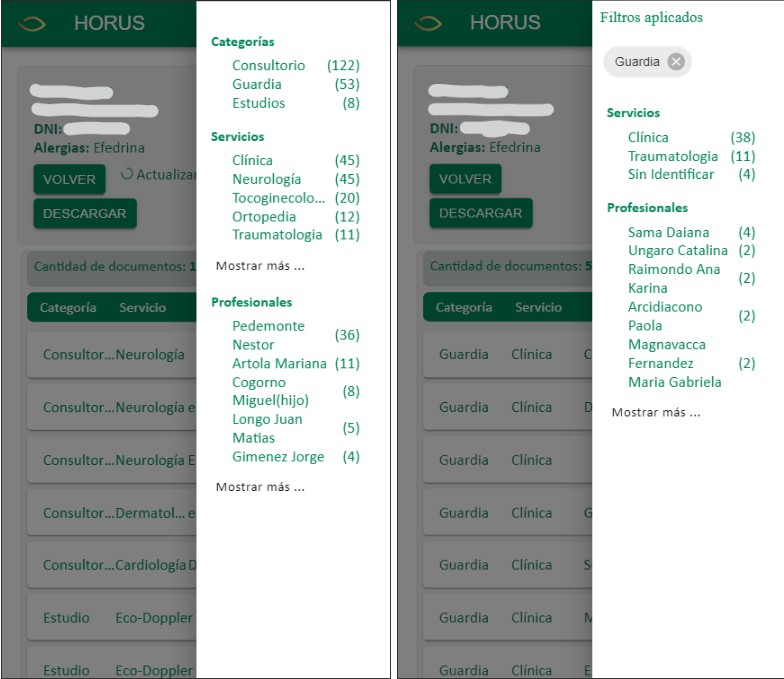 HORUS
DNI:
Alergias: Efedrina
VOLVER
Actualizar
DESCARGAR
Cantidad de documentos: 1
Categoría Servicio
Consultor... Neurología
Consultor... Neurología e
Consultor... Neurología E
Consultor... Dermatol... e
Consultor... Cardiología D
Estudio Eco-Doppler
Estudio Eco-Doppler
Categorías
Consultorio (122)
Guardia (53)
Estudios (8)
Servicios
Clínica (45)
Neurología (45)
Tocoginecolo... (20)
Ortopedia (12)
Traumatologia (11)
Mostrar más ...
Profesionales
Pedemonte
Nestor (36)
Artola Mariana (11)
Cogorno
Miguel(hijo) (8)
Longo Juan
Matias (5)
Gimenez Jorge (4)
Mostrar más ...
HORUS
DNI:
Alergias: Efedrina
VOLVER
DESCARGAR
Cantidad de documentos: 5
Categoría Servicio
Guardia Clínica C
Guardia Clínica D
Guardia Clínica
Guardia Clínica G
Guardia Clínica S
Guardia Clínica M
Guardia Clínica E
Filtros aplicados
Guardia
Servicios
Clínica (38)
Traumatologia (11)
Sin Identificar (4)
Profesionales
Sama Daiana (4)
Ungaro Catalina (2)
Raimondo Ana
Karina (2)
Arcidiacono
Paola (2)
Magnavacca
Fernandez (2)
Maria Gabriela
Mostrar más ...